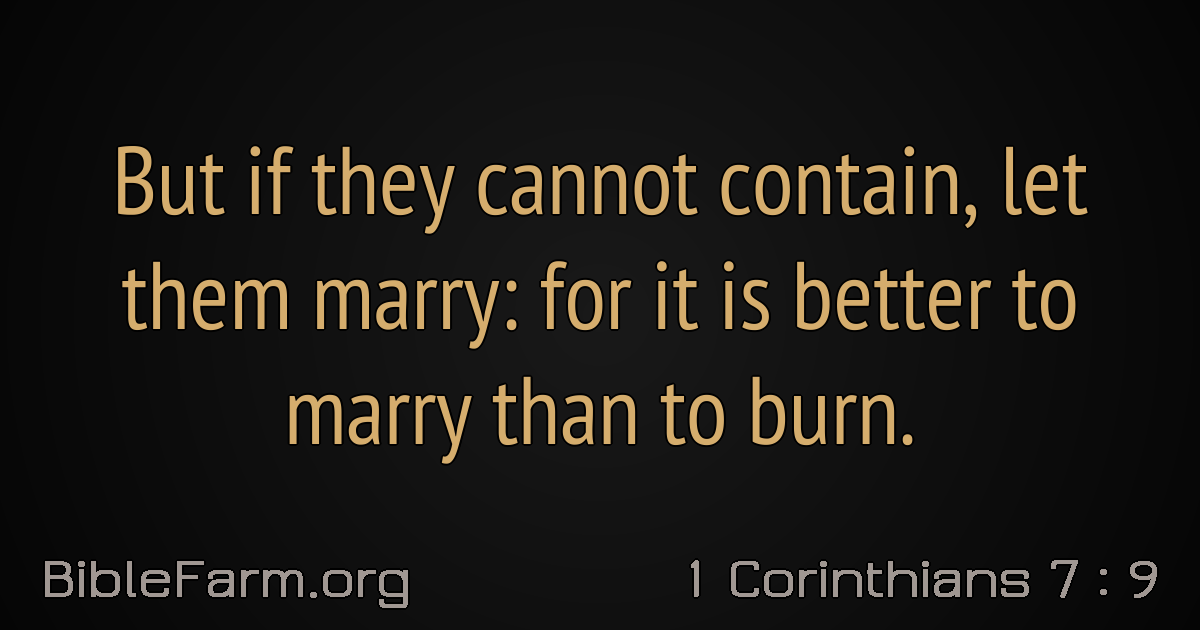 But if they cannot contain, let
them marry: for it is better to
marry than to burn.
BibleFarm.org
1 Corinthians 7 : 9